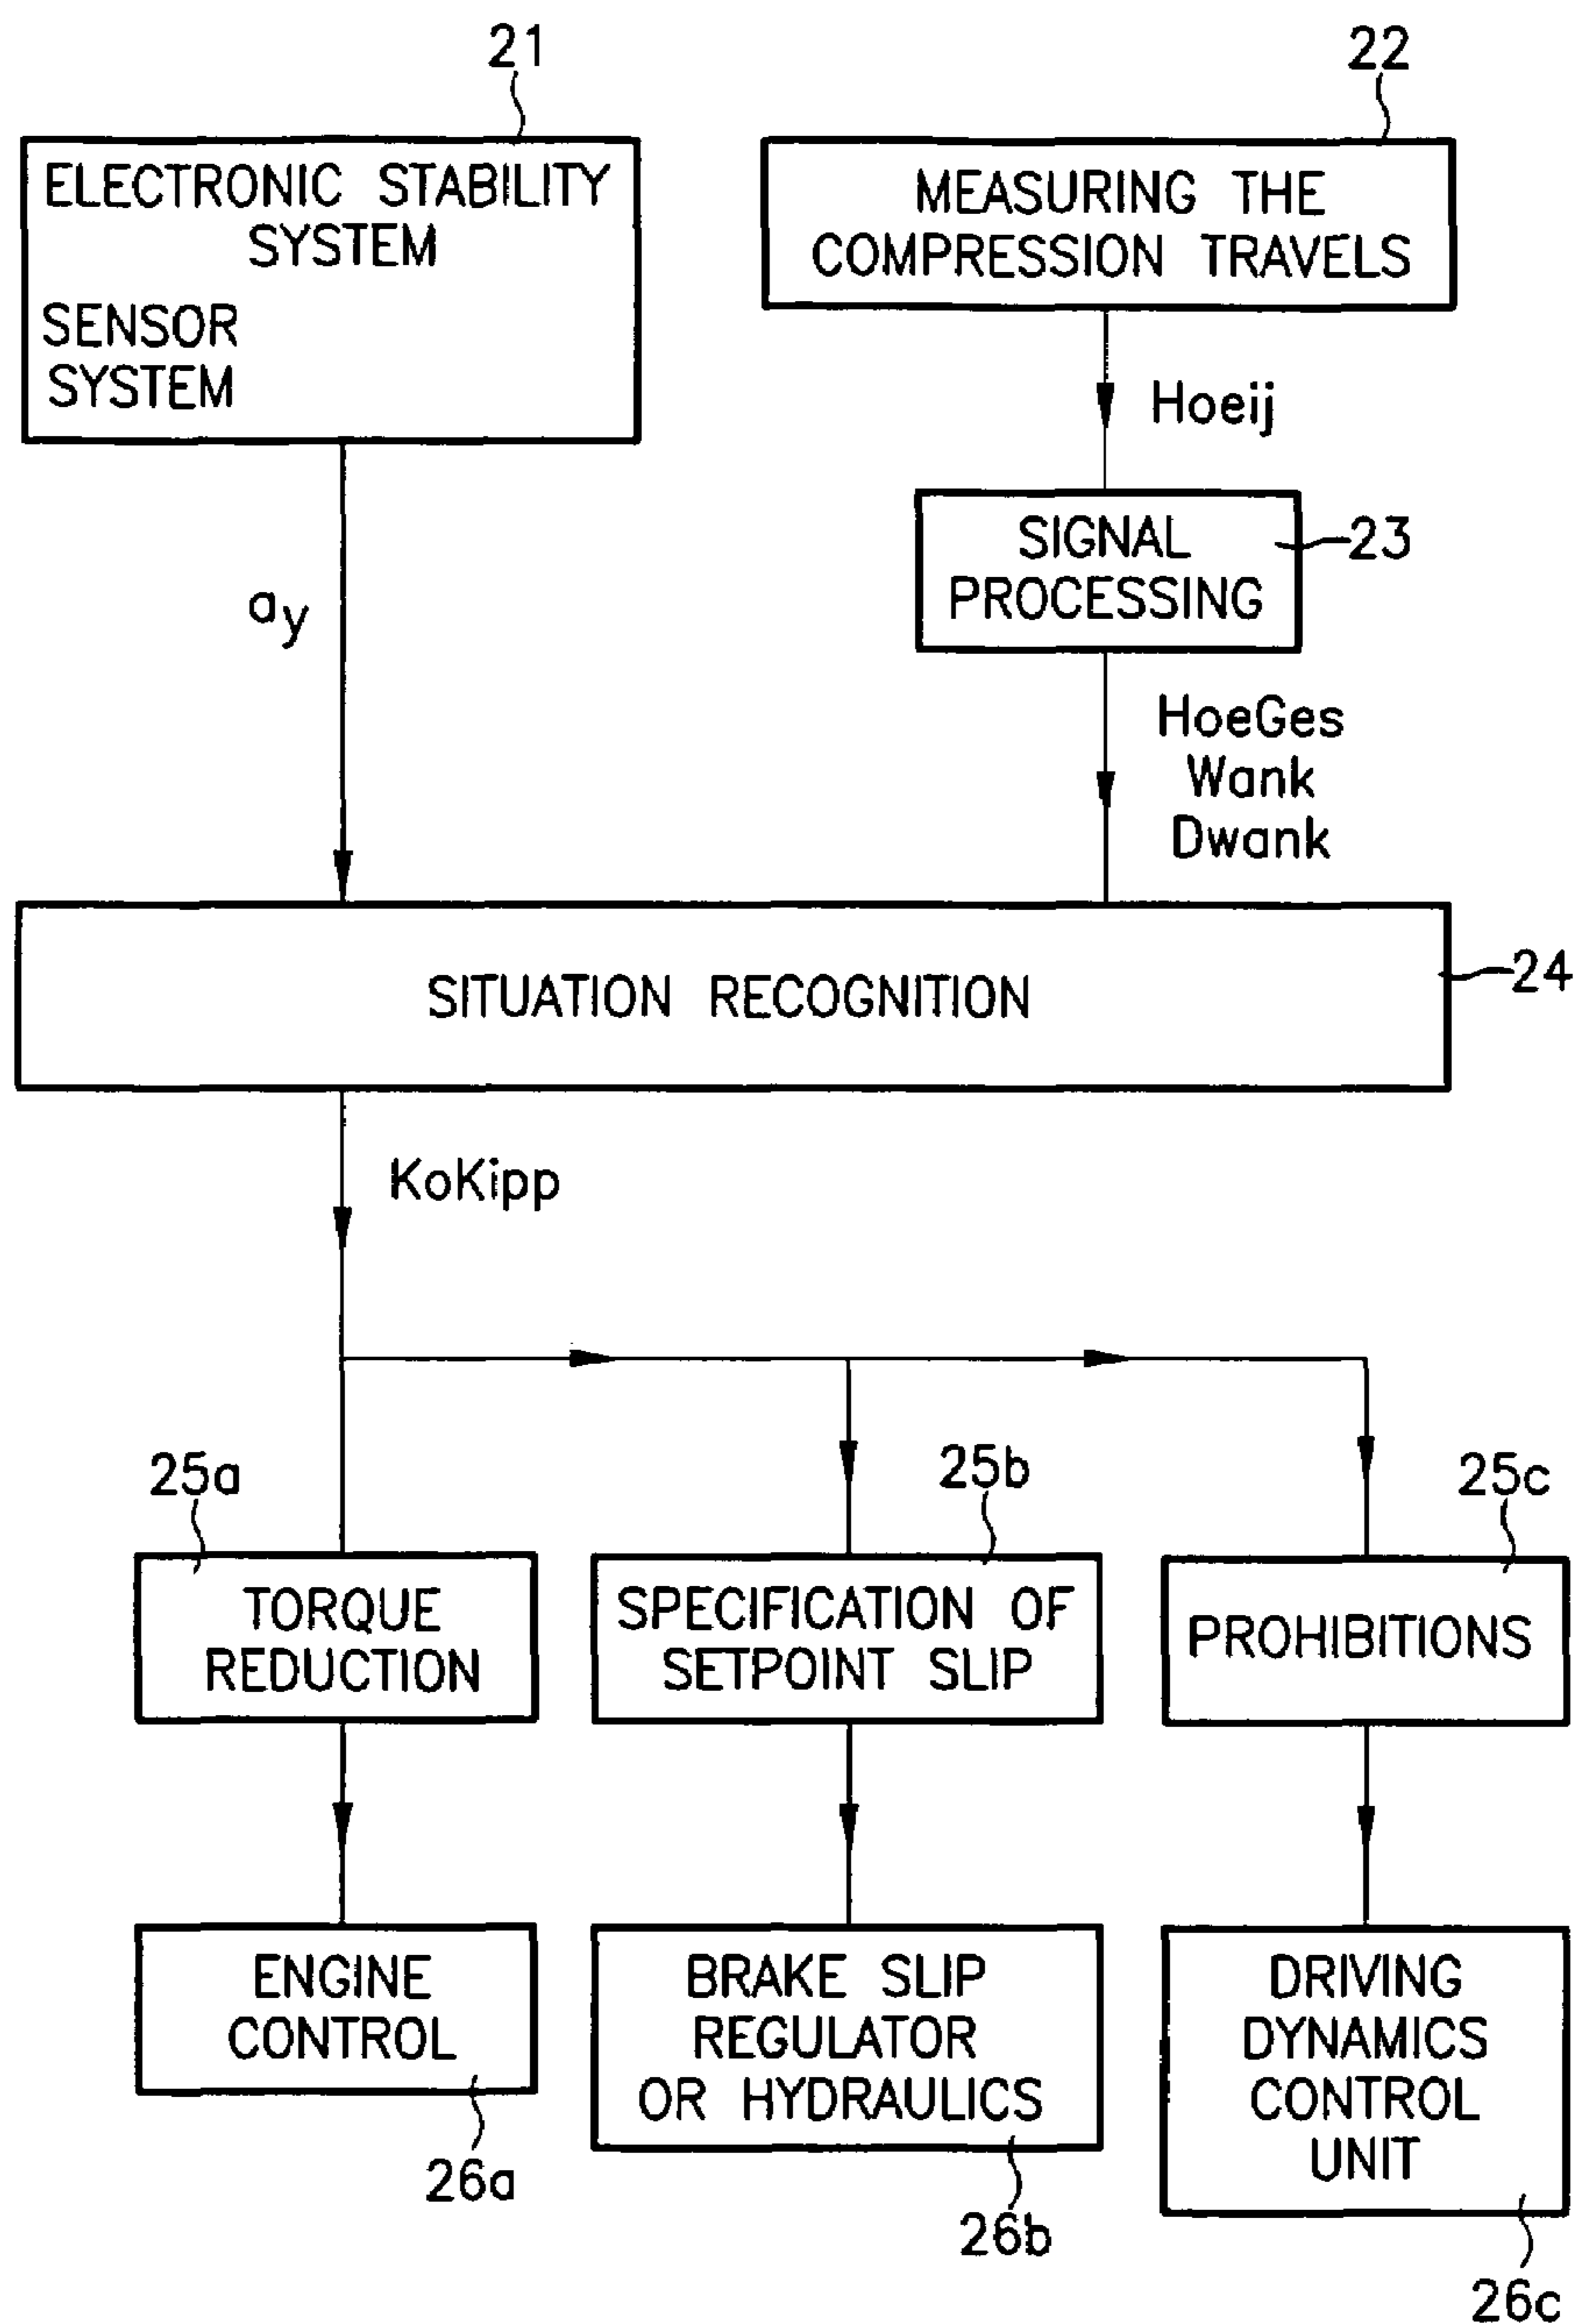 21
22
ELECTRONIC STABILITY
SYSTEM
SENSOR
SYSTEM
MEASURING THE
COMPRESSION TRAVELS
Hoeij
SIGNAL
PROCESSING
23
ay
HoeGes
Wank
Dwank
SITUATION RECOGNITION
24
KoKipp
25a
25b
25c
TORQUE
REDUCTION
SPECIFICATION OF
SETPOINT SLIP
PROHIBITIONS
ENGINE
CONTROL
BRAKE SLIP
REGULATOR
OR HYDRAULICS
DRIVING
DYNAMICS
CONTROL
UNIT
26a
26b
26c